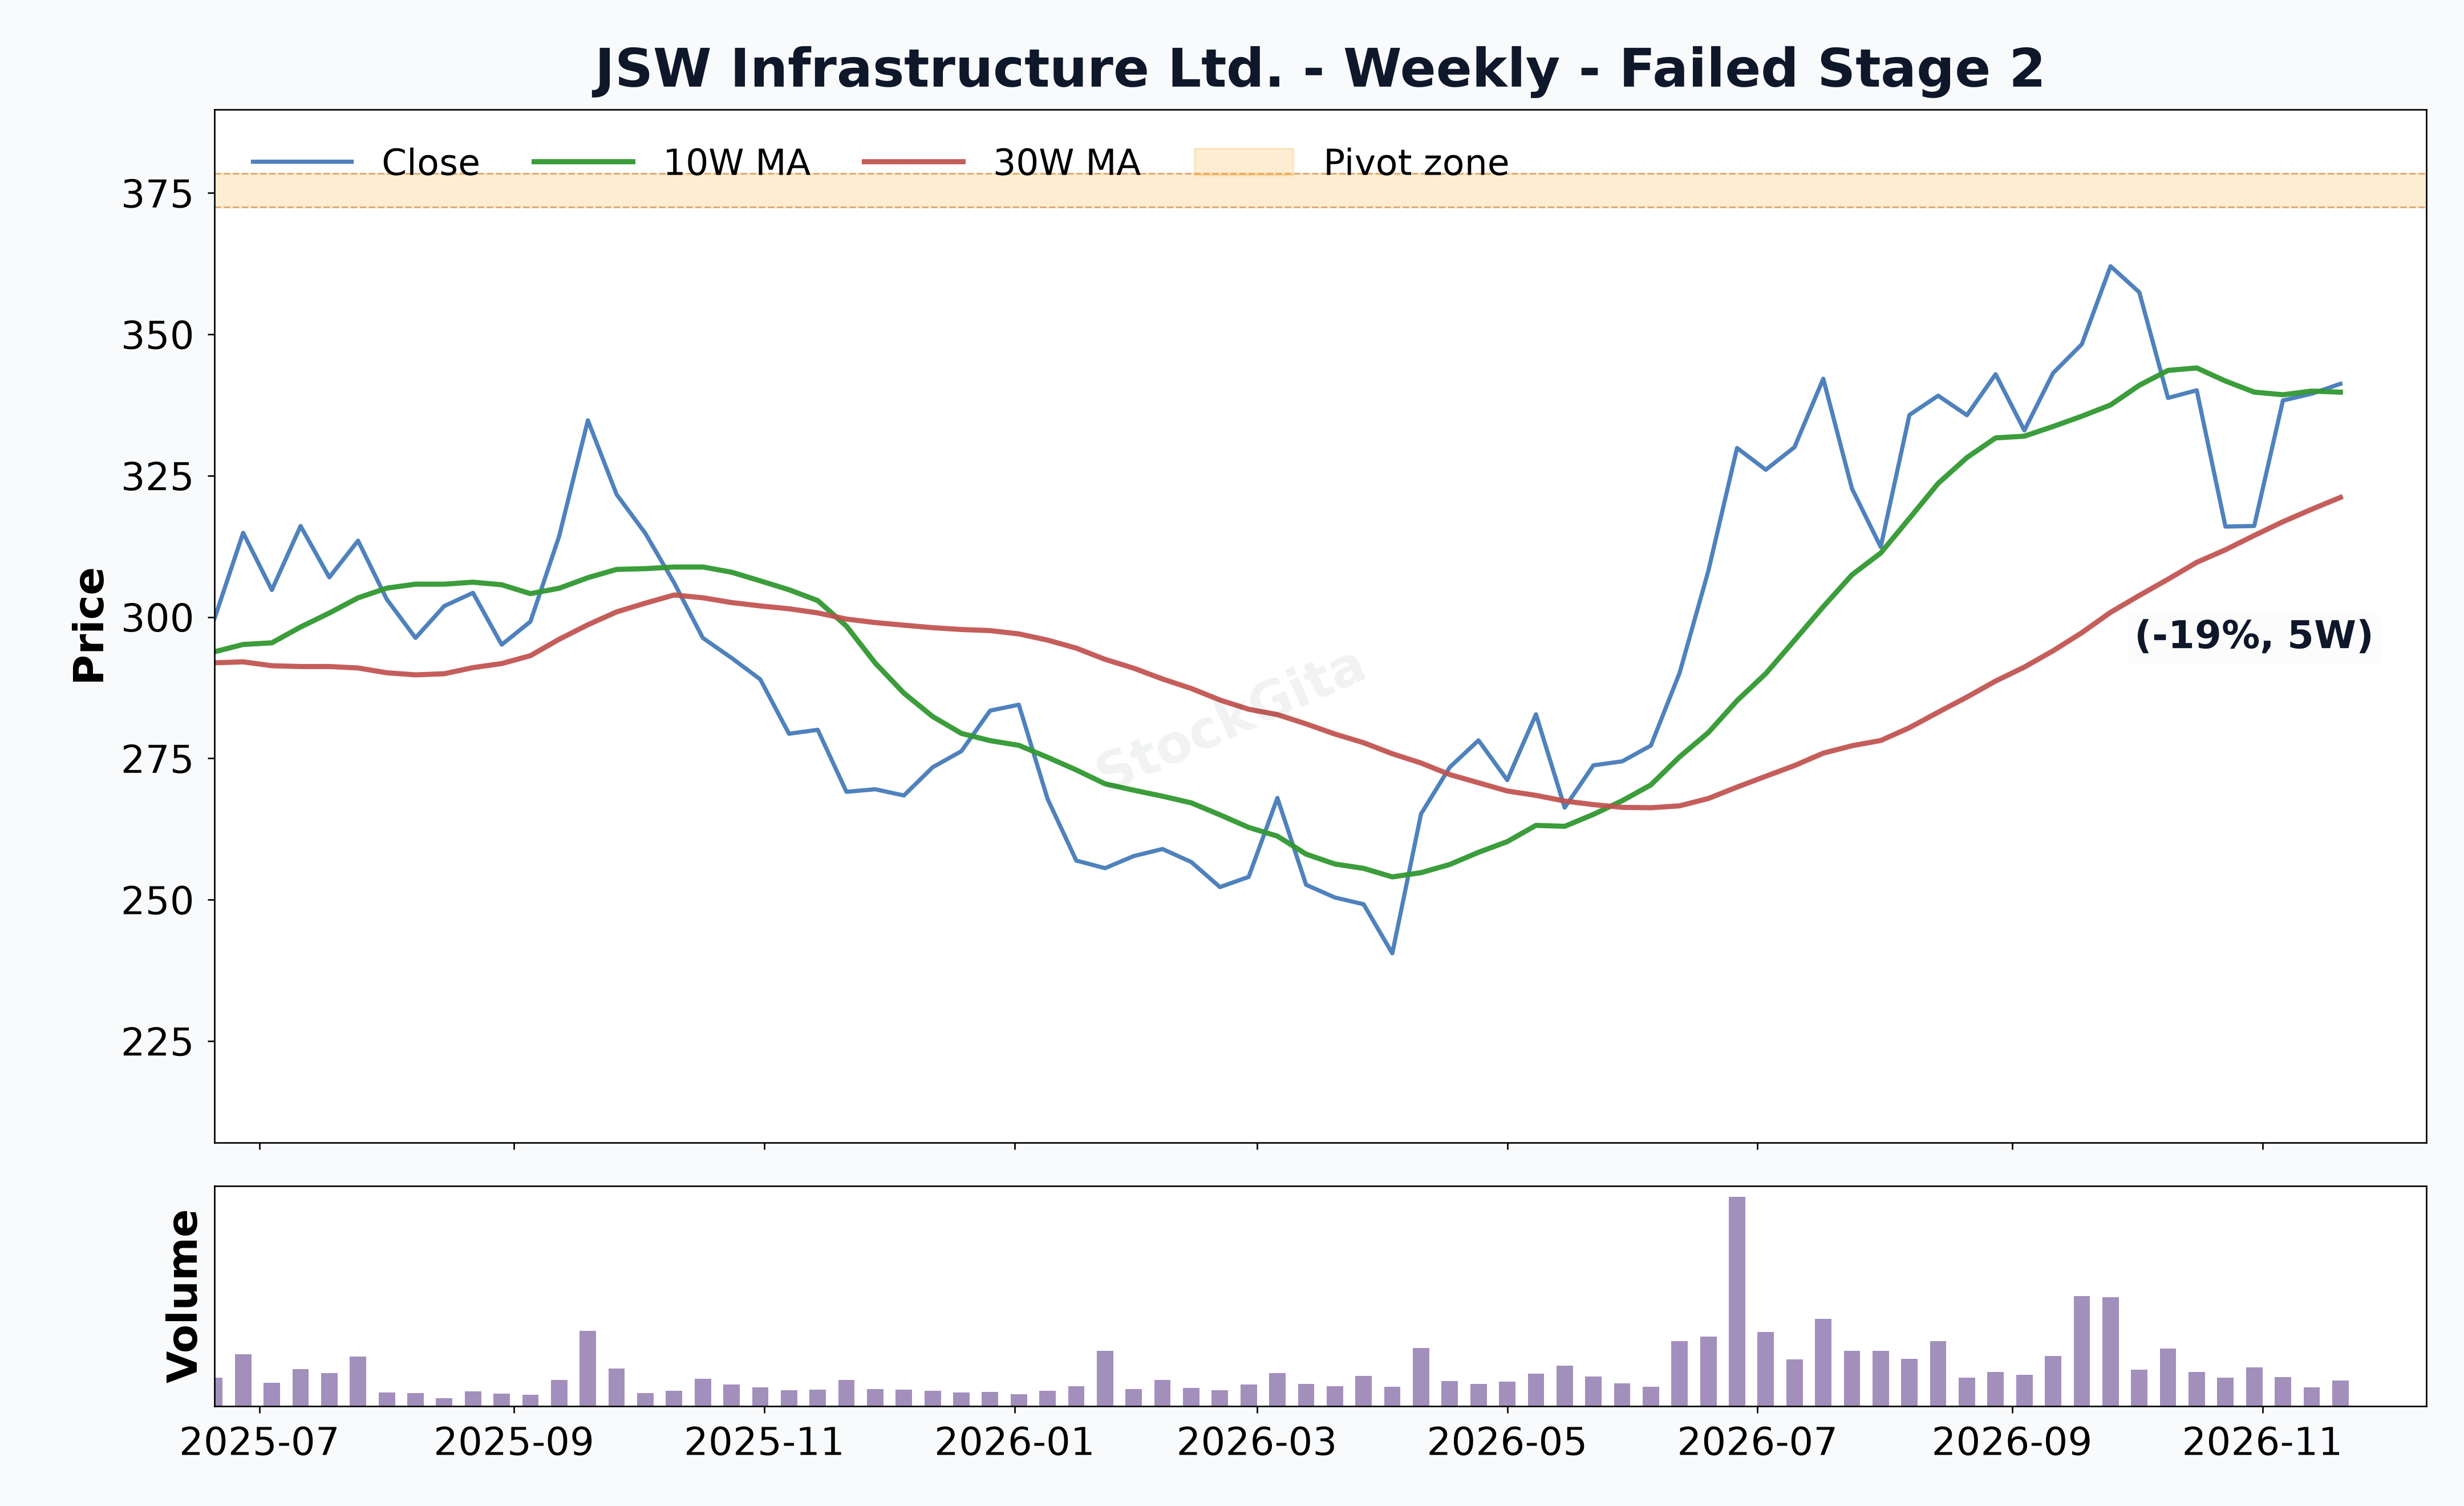 JSW Infrastructure Ltd. - Weekly - Failed Stage 2
Close
10W MA
30W MA
Pivot zone
375
350
325
300
275
250
225
Price
(-19%, 5W)
StockGita
Volume
2025-07
2025-09
2025-11
2026-01
2026-03
2026-05
2026-07
2026-09
2026-11